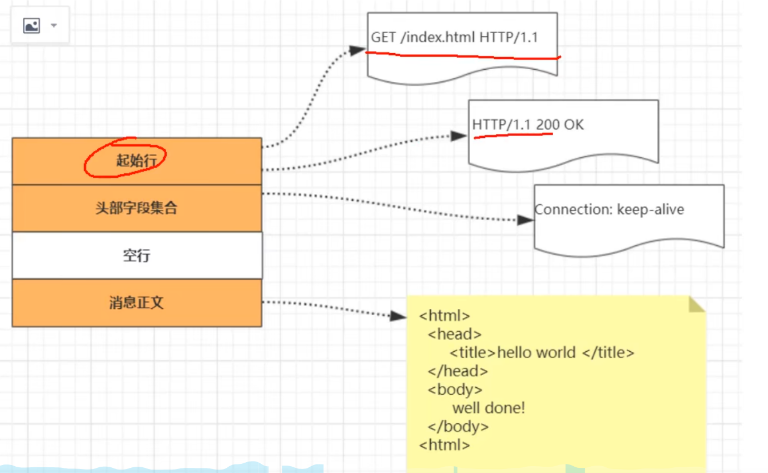 GET /index.html HTTP/1.1
HTTP/1.1 200 OK
起始行
头部字段集合
Connection: keep-alive
空行
消息正文
<html>
<head>
<title>hello world </title>
</head>
<body>
well done!
</body>
<html>